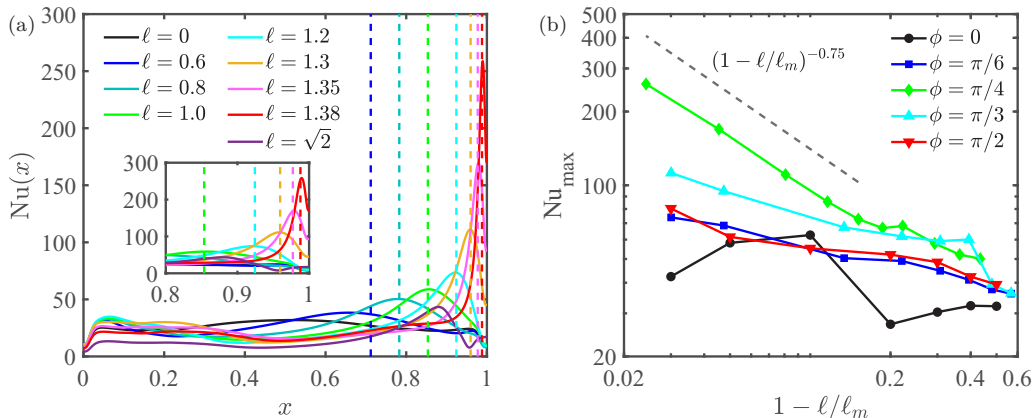 (a)
300
250
200
150
100
50
0
Nu(x)
ℓ = 0
ℓ = 0.6
ℓ = 0.8
ℓ = 1.0
ℓ = 1.2
ℓ = 1.3
ℓ = 1.35
ℓ = 1.38
ℓ = √2
300
200
100
0
0.8 0.9 1
0 0.2 0.4 0.6 0.8 1
x
(b)
500
400
300
200
100
20
Nu_max
(1 − ℓ/ℓ_m)^−0.75
ϕ = 0
ϕ = π/6
ϕ = π/4
ϕ = π/3
ϕ = π/2
0.02 0.2 0.4 0.6
1 − ℓ/ℓ_m